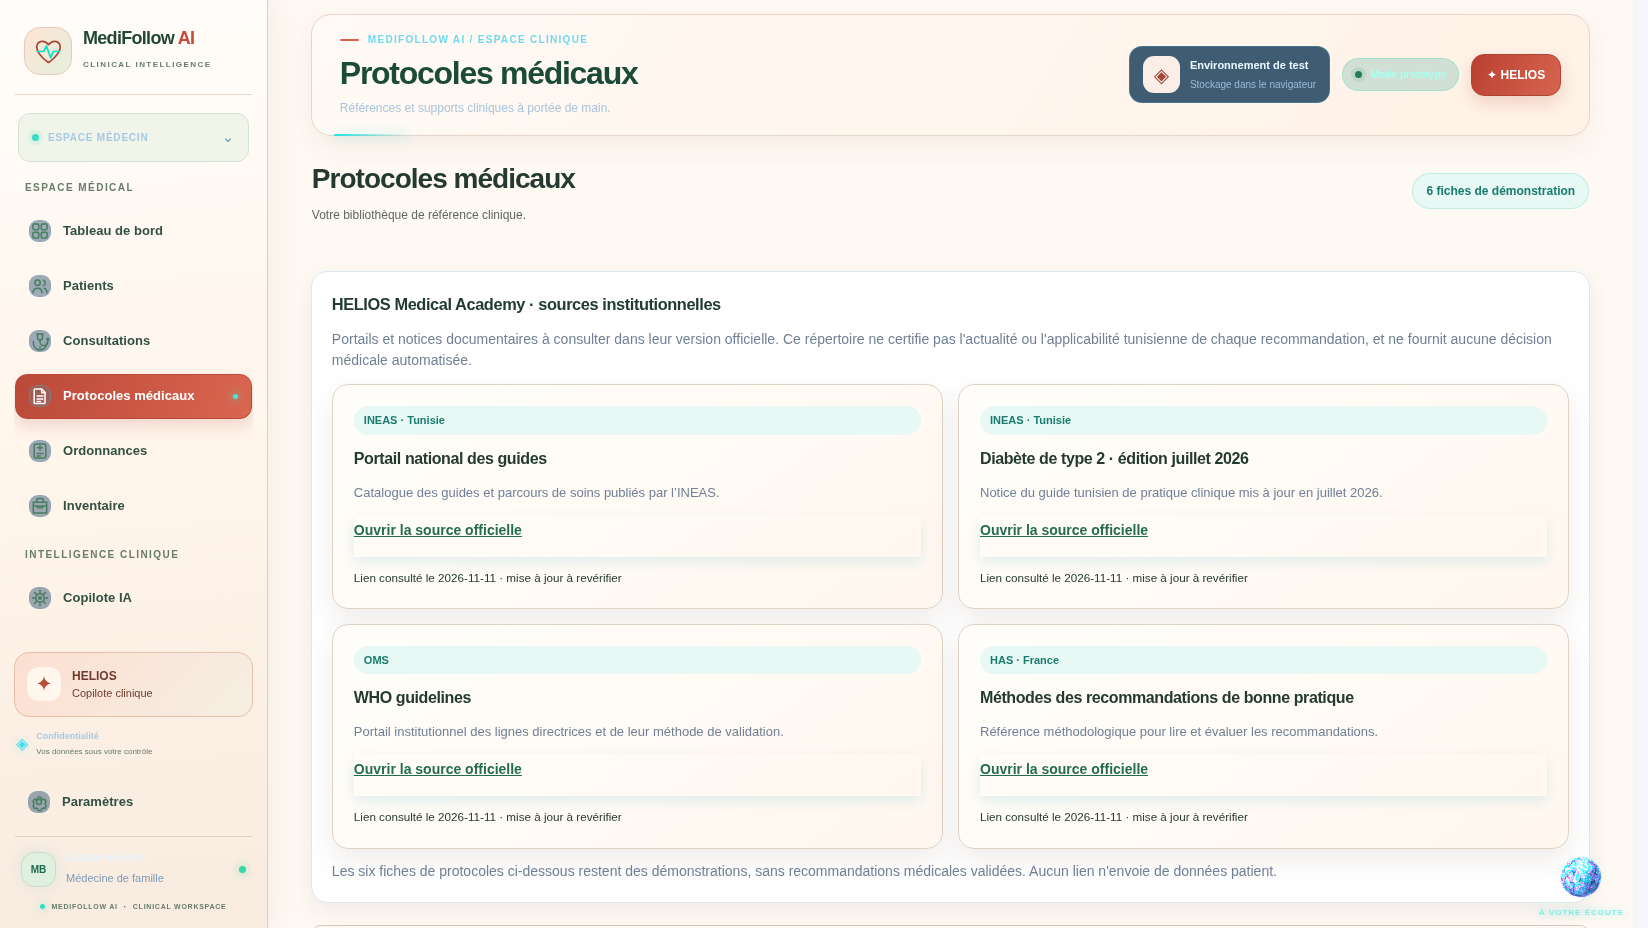 MediFollow AI
CLINICAL INTELLIGENCE
ESPACE MÉDECIN
ESPACE MÉDICAL
Tableau de bord
Patients
Consultations
Protocoles médicaux
Ordonnances
Inventaire
INTELLIGENCE CLINIQUE
Copilote IA
HELIOS
Copilote clinique
Confidentialité
Vos données sous votre contrôle
Paramètres
MB
Médecine de famille
MEDIFOLLOW AI · CLINICAL WORKSPACE
MEDIFOLLOW AI / ESPACE CLINIQUE
Protocoles médicaux
Références et supports cliniques à portée de main.
Environnement de test
Stockage dans le navigateur
Mode prototype
✦ HELIOS
Protocoles médicaux
Votre bibliothèque de référence clinique.
6 fiches de démonstration
HELIOS Medical Academy · sources institutionnelles
Portails et notices documentaires à consulter dans leur version officielle. Ce répertoire ne certifie pas l'actualité ou l'applicabilité tunisienne de chaque recommandation, et ne fournit aucune décision
médicale automatisée.
INEAS · Tunisie
Portail national des guides
Catalogue des guides et parcours de soins publiés par l’INEAS.
Ouvrir la source officielle
Lien consulté le 2026-11-11 · mise à jour à revérifier
INEAS · Tunisie
Diabète de type 2 · édition juillet 2026
Notice du guide tunisien de pratique clinique mis à jour en juillet 2026.
Ouvrir la source officielle
Lien consulté le 2026-11-11 · mise à jour à revérifier
OMS
WHO guidelines
Portail institutionnel des lignes directrices et de leur méthode de validation.
Ouvrir la source officielle
Lien consulté le 2026-11-11 · mise à jour à revérifier
HAS · France
Méthodes des recommandations de bonne pratique
Référence méthodologique pour lire et évaluer les recommandations.
Ouvrir la source officielle
Lien consulté le 2026-11-11 · mise à jour à revérifier
Les six fiches de protocoles ci-dessous restent des démonstrations, sans recommandations médicales validées. Aucun lien n'envoie de données patient.
À VOTRE ÉCOUTE